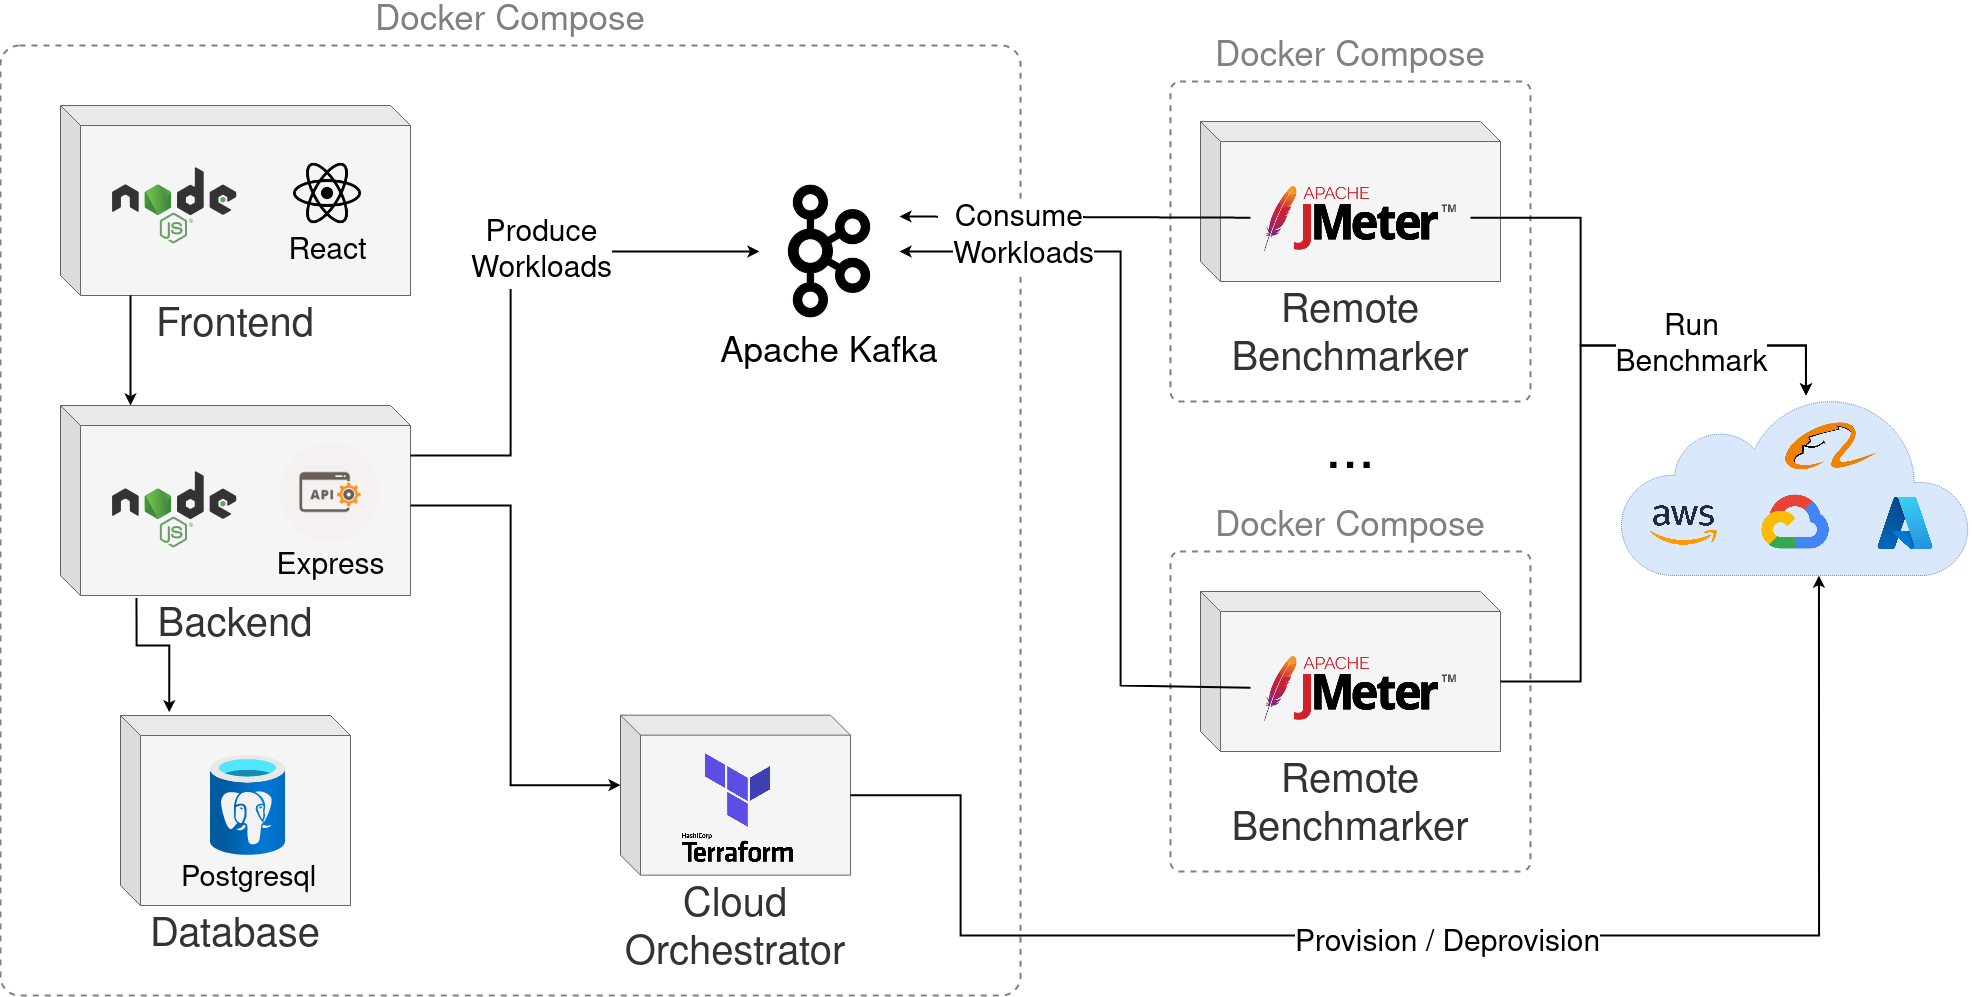 Docker Compose
node
JS
React
Frontend
Produce
Workloads
Apache Kafka
node
JS
API
Express
Backend
Postgresql
Database
HashiCorp
Terraform
Cloud
Orchestrator
Consume
Workloads
Docker Compose
APACHE
JMeter™
Remote
Benchmarker
...
Docker Compose
APACHE
JMeter™
Remote
Benchmarker
Run
Benchmark
aws
Provision / Deprovision